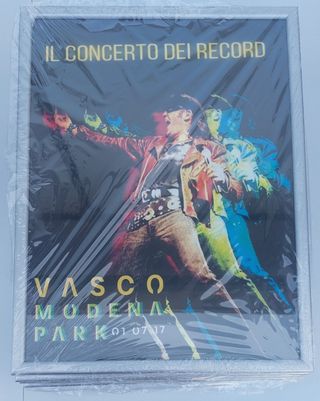 IL CONCERTO DEI RECORD
VASCO
MODENA
PARK 01 07 17